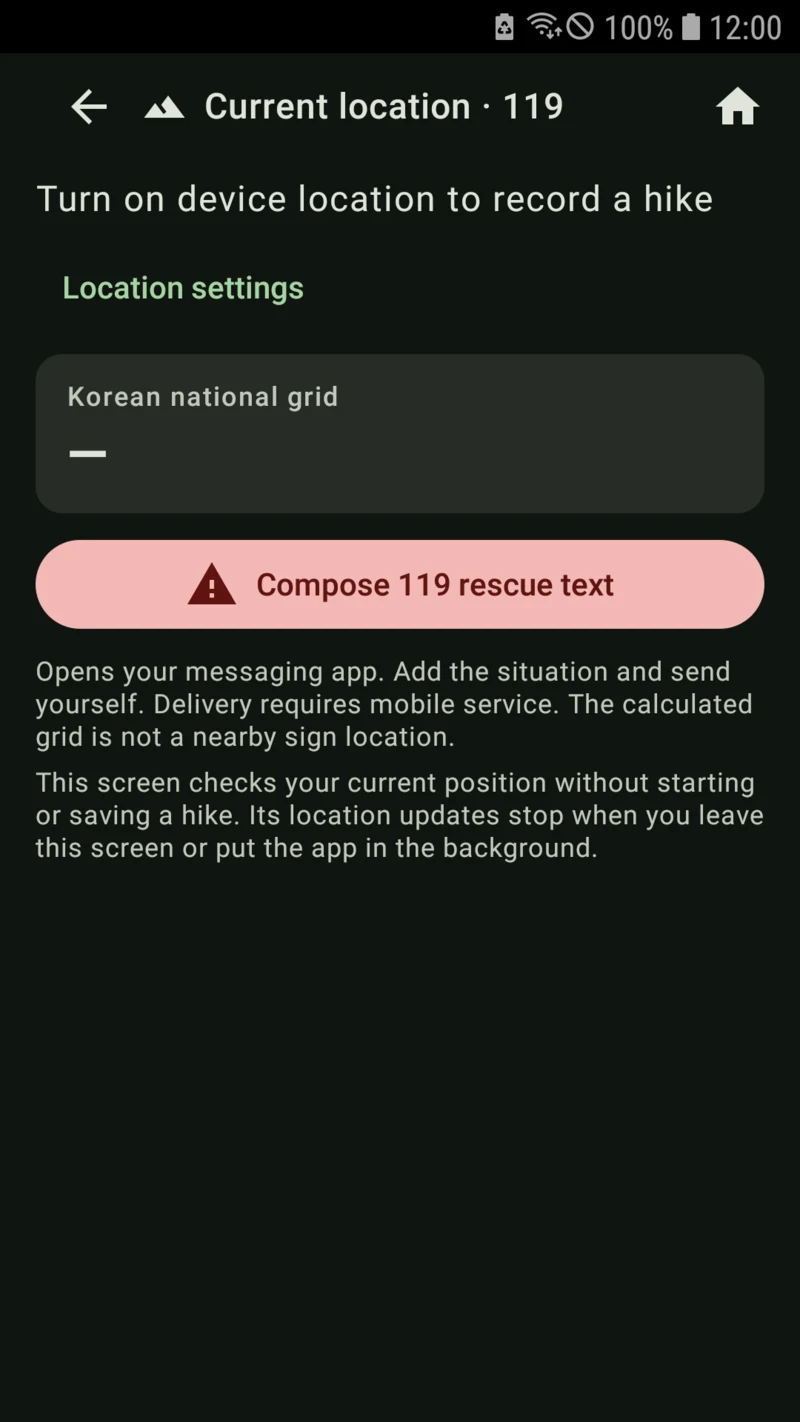 100% 12:00
Current location · 119
Turn on device location to record a hike
Location settings
Korean national grid
—
Compose 119 rescue text
Opens your messaging app. Add the situation and send
yourself. Delivery requires mobile service. The calculated
grid is not a nearby sign location.
This screen checks your current position without starting
or saving a hike. Its location updates stop when you leave
this screen or put the app in the background.